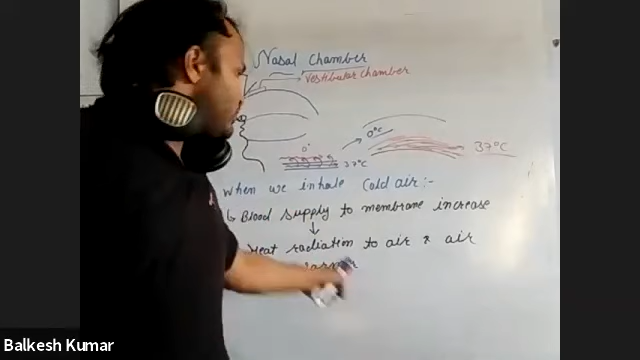 Nasal Chamber
Vestibular Chamber
0°
37°C
0°C
37°C
When we inhale Cold air:-
↳ Blood supply to membrane increase
↓
Heat radiation to air & air
Balkesh Kumar